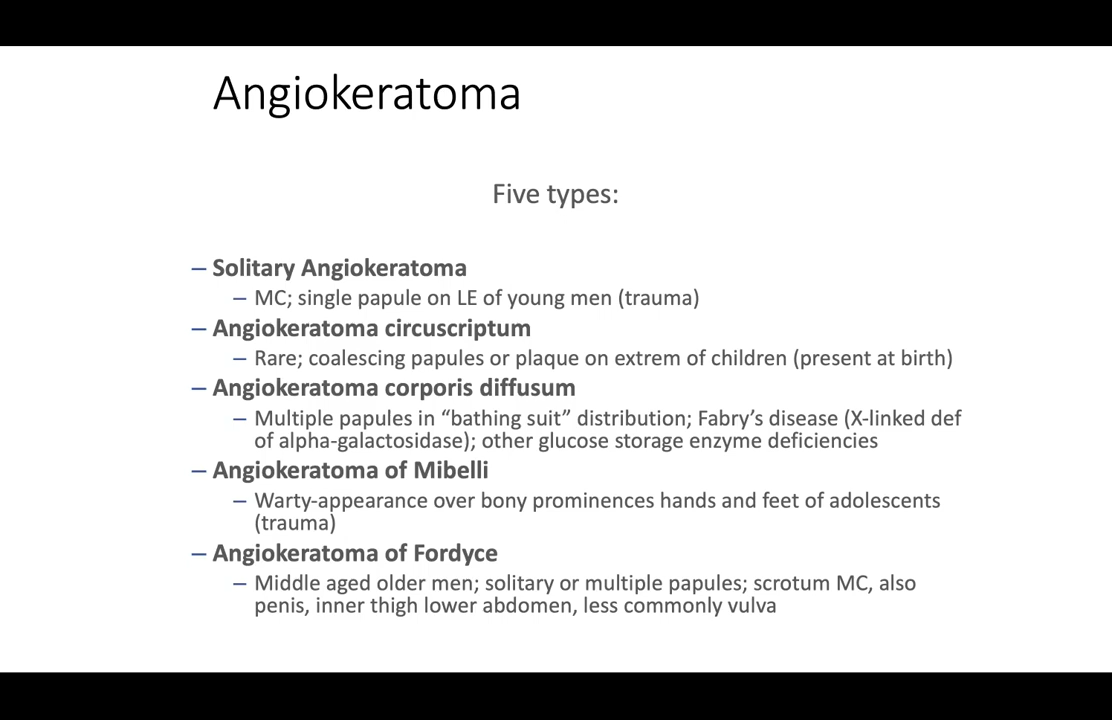 Angiokeratoma
Five types:
– Solitary Angiokeratoma
– MC; single papule on LE of young men (trauma)
– Angiokeratoma circuscriptum
– Rare; coalescing papules or plaque on extrem of children (present at birth)
– Angiokeratoma corporis diffusum
– Multiple papules in “bathing suit” distribution; Fabry’s disease (X-linked def
of alpha-galactosidase); other glucose storage enzyme deficiencies
– Angiokeratoma of Mibelli
– Warty-appearance over bony prominences hands and feet of adolescents
(trauma)
– Angiokeratoma of Fordyce
– Middle aged older men; solitary or multiple papules; scrotum MC, also
penis, inner thigh lower abdomen, less commonly vulva